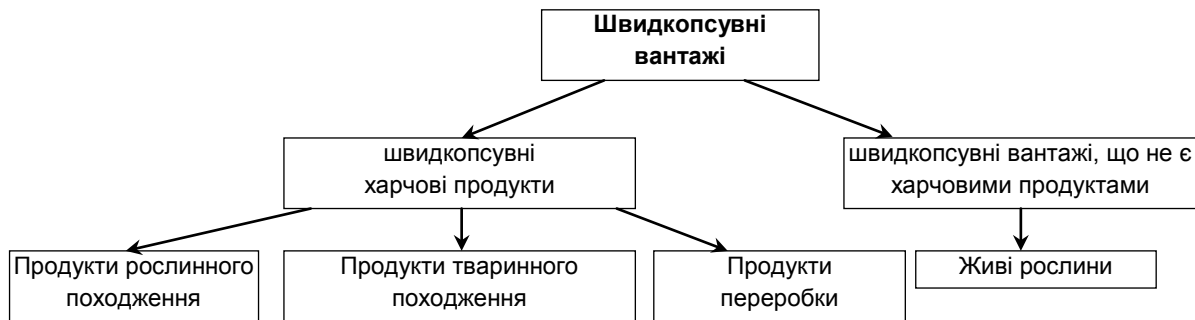 Швидкопсувні
вантажі
швидкопсувні
харчові продукти
швидкопсувні вантажі, що не є
харчовими продуктами
Продукти рослинного
походження
Продукти тваринного
походження
Продукти
переробки
Живі рослини